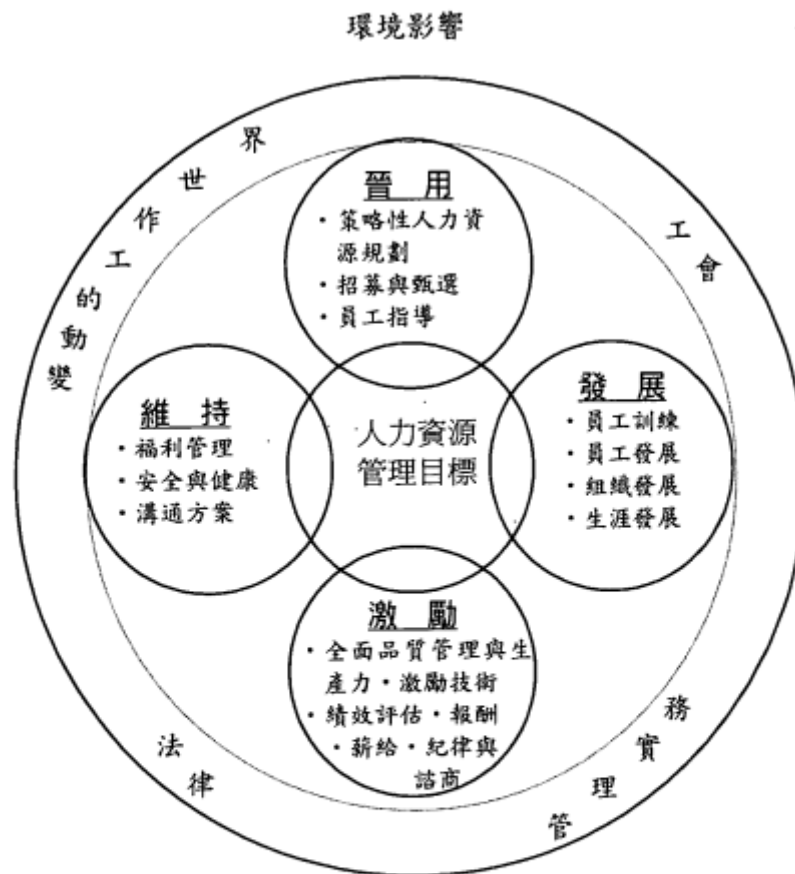 環境影響
變動的工作世界
工會
晉 用
・策略性人力資
源規劃
・招募與甄選
・員工指導
維 持
・福利管理
・安全與健康
・溝通方案
人力資源
管理目標
發 展
・員工訓練
・員工發展
・組織發展
・生涯發展
激 勵
・全面品質管理與生
產力・激勵技術
・績效評估・報酬
・薪給・紀律與
諮商
法律
管理實務